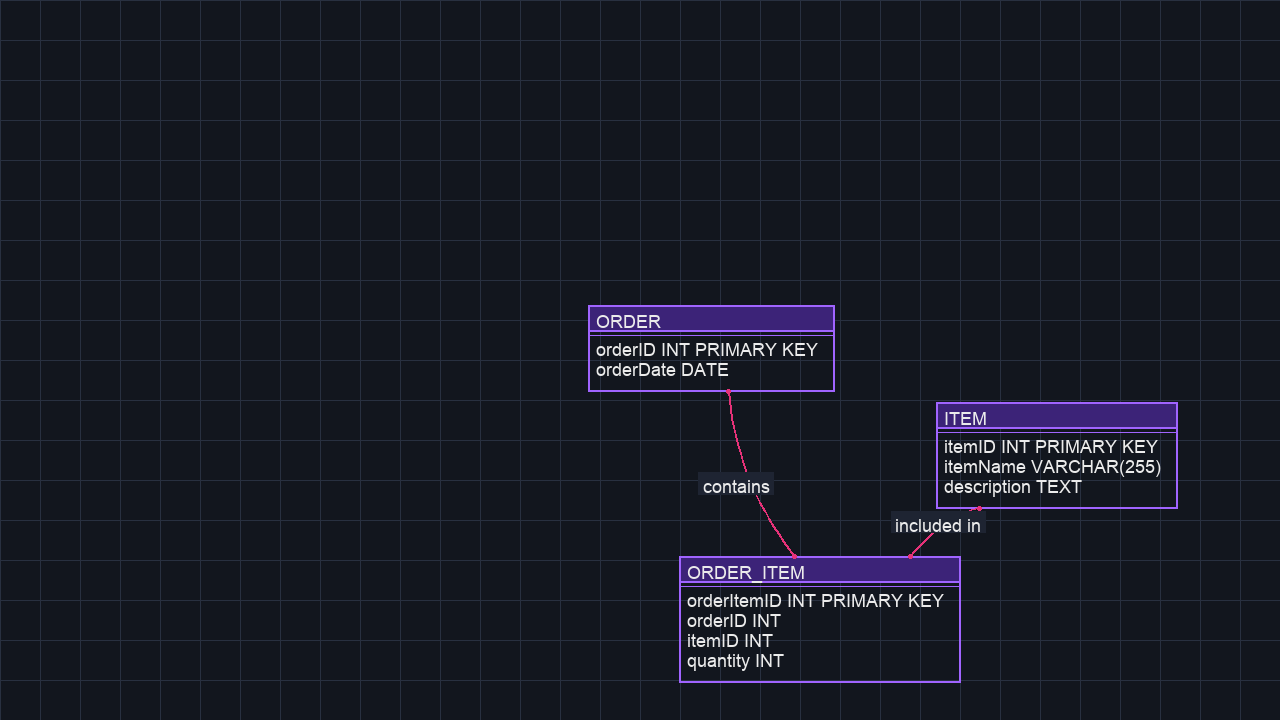 ORDER
orderID INT PRIMARY KEY
orderDate DATE
ITEM
itemID INT PRIMARY KEY
itemName VARCHAR(255)
description TEXT
contains
included in
ORDER_ITEM
orderItemID INT PRIMARY KEY
orderID INT
itemID INT
quantity INT